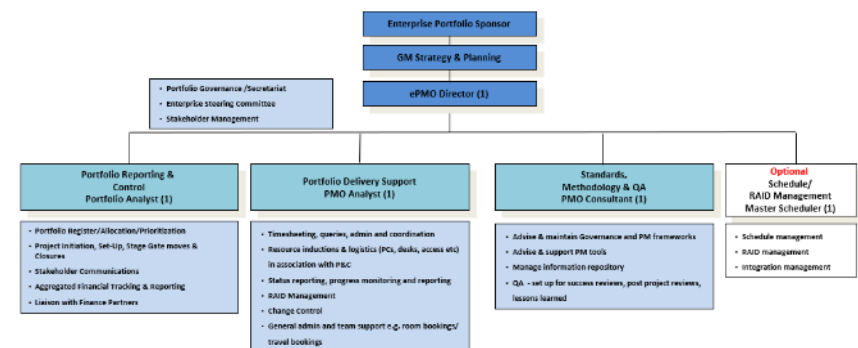 Enterprise Portfolio Sponsor
GM Strategy & Planning
ePMO Director (1)
• Portfolio Governance /Secretariat
• Enterprise Steering Committee
• Stakeholder Management
Portfolio Reporting &
Control
Portfolio Analyst (1)
• Portfolio Register/Allocation/Prioritization
• Project Initiation, Set-Up, Stage Gate moves &
Closures
• Stakeholder Communications
• Aggregated Financial Tracking & Reporting
• Liaison with Finance Partners
Portfolio Delivery Support
PMO Analyst (1)
• Timesheeting, queries, admin and coordination
• Resource inductions & logistics (PCs, desks, access etc)
in association with P&C
• Status reporting, progress monitoring and reporting
• RAID Management
• Change Control
• General admin and team support e.g. room bookings/
travel bookings
Standards,
Methodology & QA
PMO Consultant (1)
• Advise & maintain Governance and PM frameworks
• Advise & support PM tools
• Manage information repository
• QA - set up for success reviews, post project reviews,
lessons learned
Optional
Schedule/
RAID Management
Master Scheduler (1)
• Schedule management
• RAID management
• Integration management